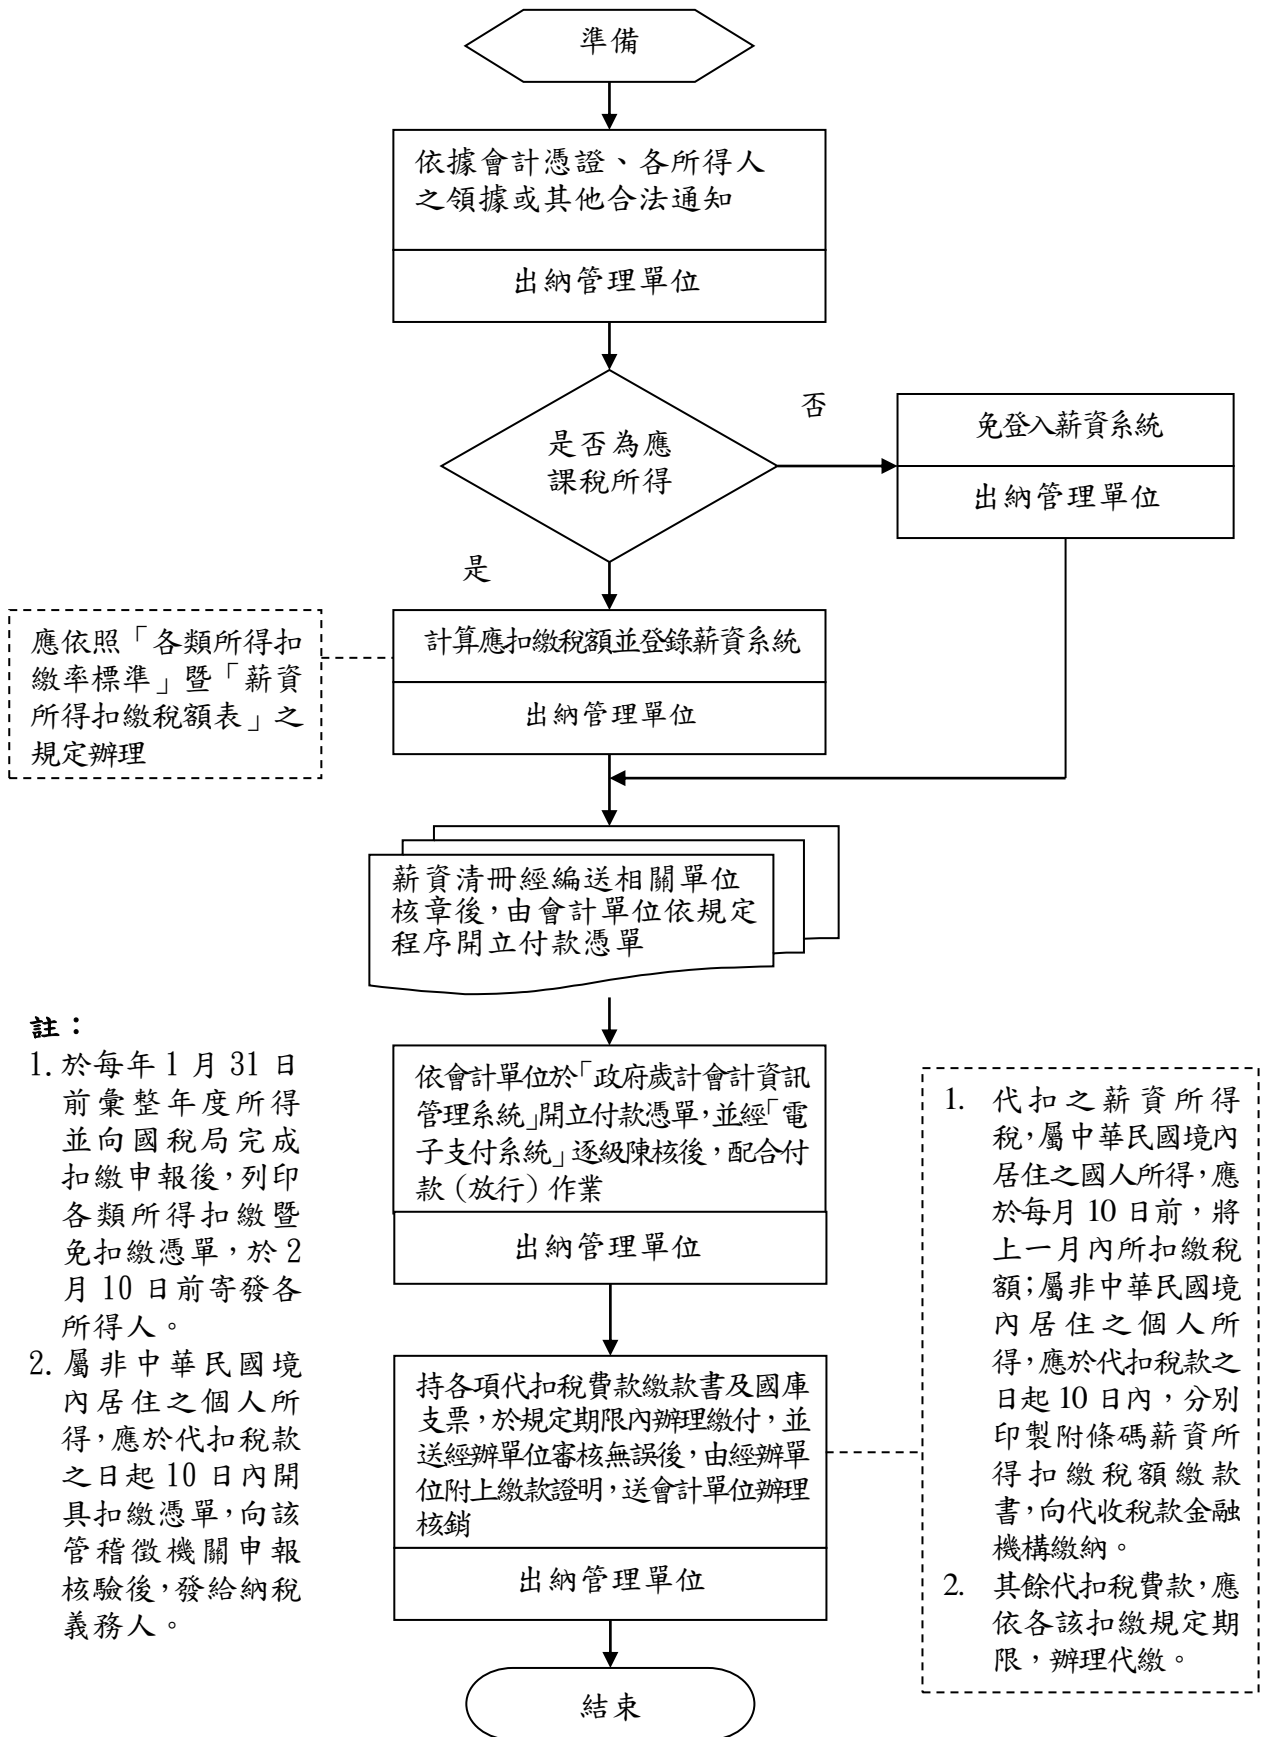 準備
依據會計憑證、各所得人
之領據或其他合法通知
出納管理單位
是否為應
課稅所得
否
免登入薪資系統
出納管理單位
是
應依照「各類所得扣
繳率標準」暨「薪資
所得扣繳稅額表」之
規定辦理
計算應扣繳稅額並登錄薪資系統
出納管理單位
薪資清冊經編送相關單位
核章後，由會計單位依規定
程序開立付款憑單
依會計單位於「政府歲計會計資訊
管理系統」開立付款憑單，並經「電
子支付系統」逐級陳核後，配合付
款（放行）作業
出納管理單位
持各項代扣稅費款繳款書及國庫
支票，於規定期限內辦理繳付，並
送經辦單位審核無誤後，由經辦單
位附上繳款證明，送會計單位辦理
核銷
出納管理單位
結束
註：
1. 於每年 1 月 31 日
前彙整年度所得
並向國稅局完成
扣繳申報後，列印
各類所得扣繳暨
免扣繳憑單，於 2
月 10 日前寄發各
所得人。
2. 屬非中華民國境
內居住之個人所
得，應於代扣稅款
之日起 10 日內開
具扣繳憑單，向該
管稽徵機關申報
核驗後，發給納稅
義務人。
1. 代扣之薪資所得
稅，屬中華民國境內
居住之國人所得，應
於每月 10 日前，將
上一月內所扣繳稅
額；屬非中華民國境
內居住之個人所
得，應於代扣稅款之
日起 10 日內，分別
印製附條碼薪資所
得扣繳稅額繳款
書，向代收稅款金融
機構繳納。
2. 其餘代扣稅費款，應
依各該扣繳規定期
限，辦理代繳。